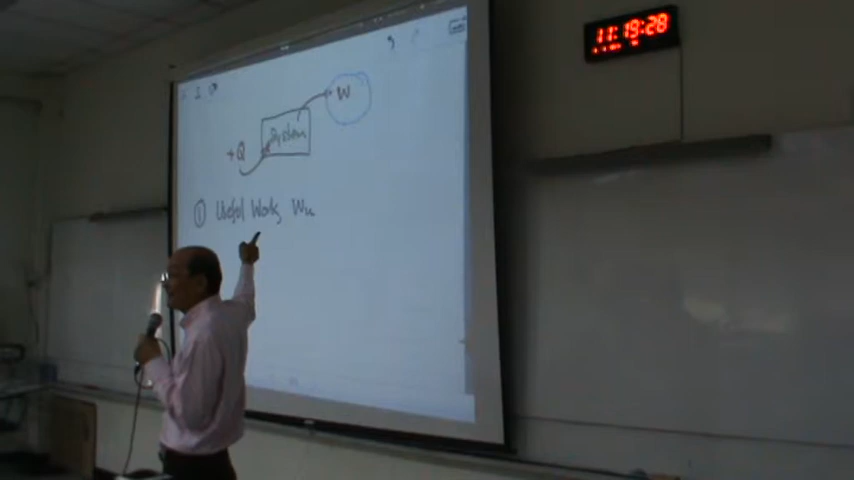 11:19:28
W
System
+Q
① Useful Work, Wu